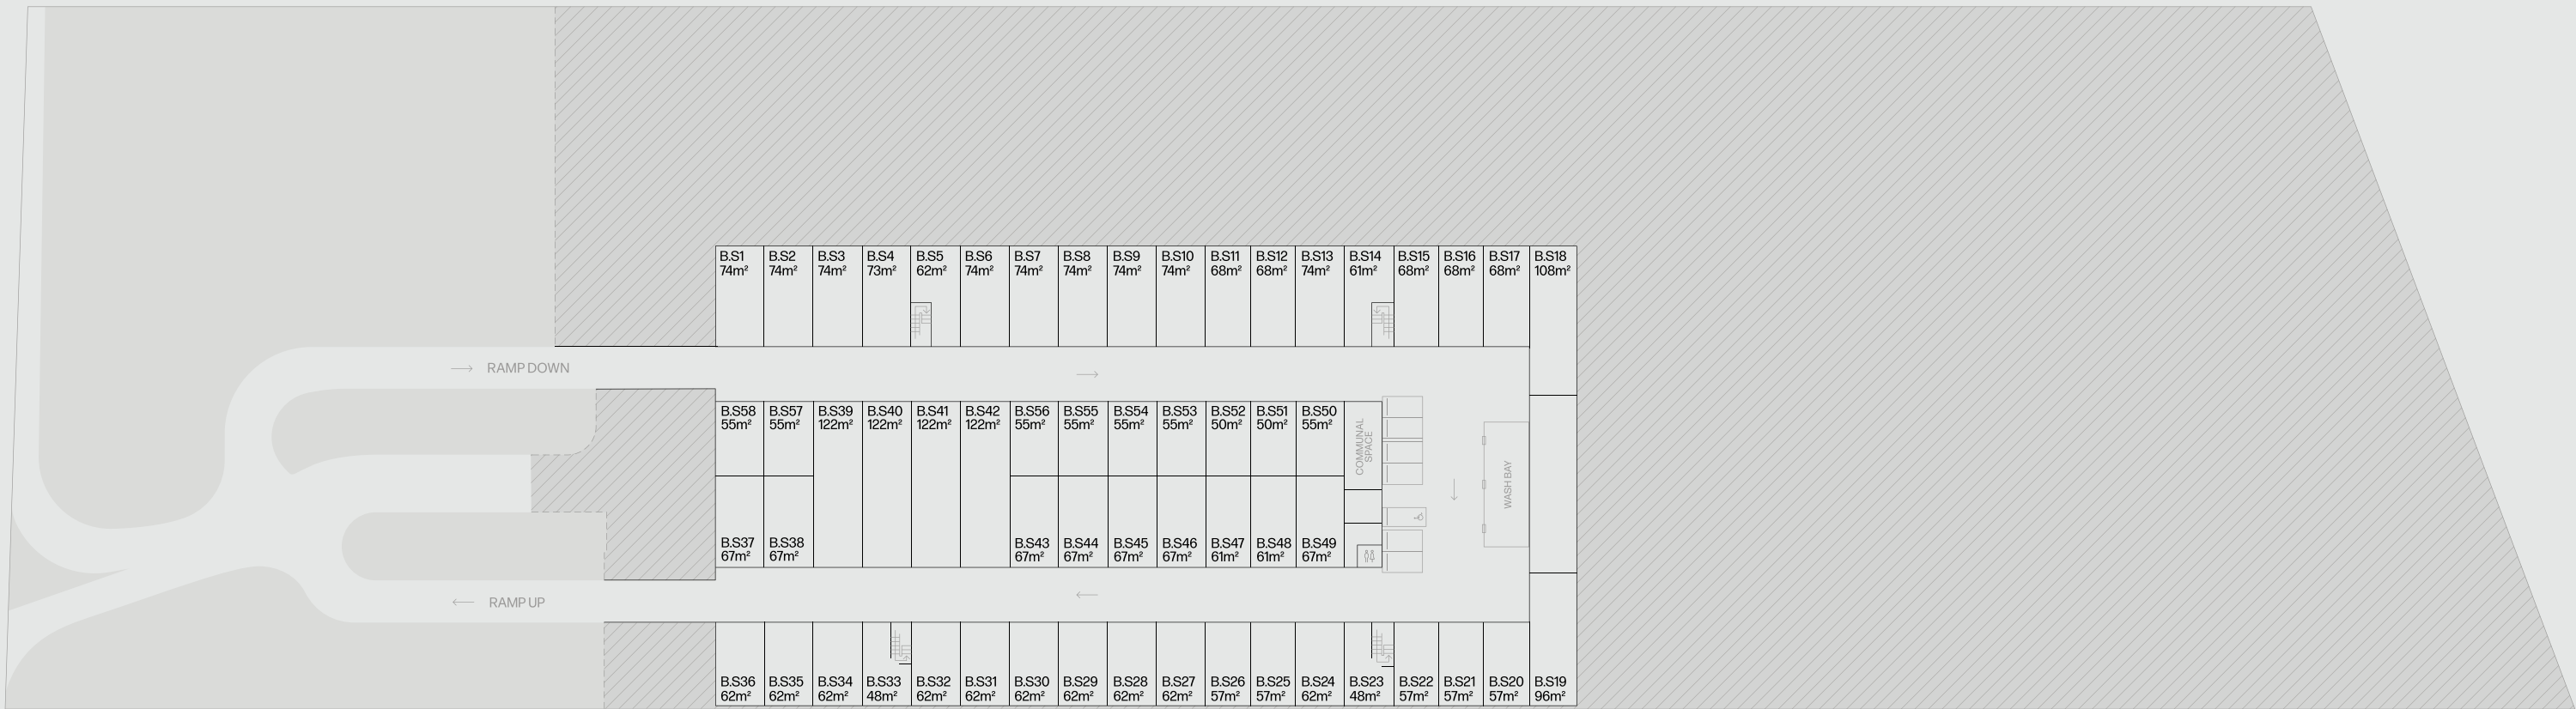 B.S1
74m²
B.S2
74m²
B.S3
74m²
B.S4
73m²
B.S5
62m²
B.S6
74m²
B.S7
74m²
B.S8
74m²
B.S9
74m²
B.S10
74m²
B.S11
68m²
B.S12
68m²
B.S13
74m²
B.S14
61m²
B.S15
68m²
B.S16
68m²
B.S17
68m²
B.S18
108m²
RAMP DOWN
B.S58
55m²
B.S57
55m²
B.S39
122m²
B.S40
122m²
B.S41
122m²
B.S42
122m²
B.S56
55m²
B.S55
55m²
B.S54
55m²
B.S53
55m²
B.S52
50m²
B.S51
50m²
B.S50
55m²
COMMUNAL
SPACE
WASH BAY
B.S37
67m²
B.S38
67m²
B.S43
67m²
B.S44
67m²
B.S45
67m²
B.S46
67m²
B.S47
61m²
B.S48
61m²
B.S49
67m²
RAMP UP
B.S36
62m²
B.S35
62m²
B.S34
62m²
B.S33
48m²
B.S32
62m²
B.S31
62m²
B.S30
62m²
B.S29
62m²
B.S28
62m²
B.S27
62m²
B.S26
57m²
B.S25
57m²
B.S24
62m²
B.S23
48m²
B.S22
57m²
B.S21
57m²
B.S20
57m²
B.S19
96m²